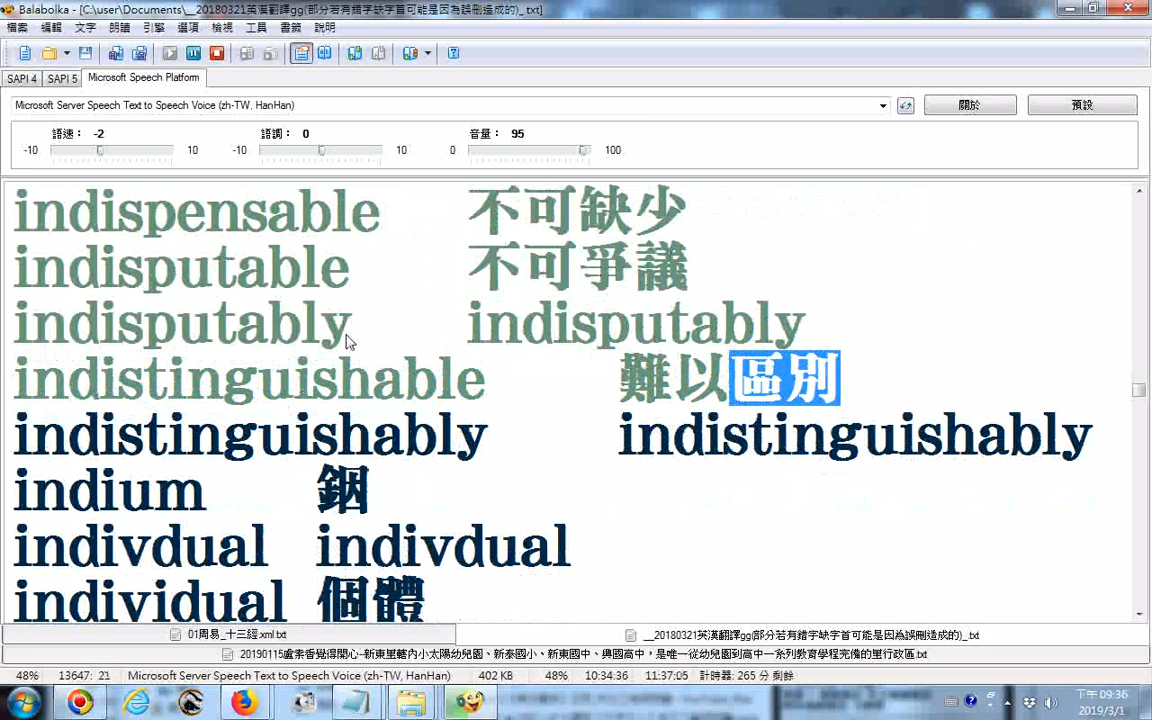 Balabolka - [C:\user\Documents\__20180321英漢翻譯gg(部分若有錯字缺字首可能是因為誤刪造成的)_.txt]
檔案 編輯 文字 朗讀 引擎 選項 檢視 工具 書籤 說明
SAPI 4 SAPI 5 Microsoft Speech Platform
Microsoft Server Speech Text to Speech Voice (zh-TW, HanHan) 關於 預設
語速： -2 語調： 0 音量： 95
-10 10 -10 10 0 100
indispensable 不可缺少
indisputable 不可爭議
indisputably indisputably
indistinguishable 難以區別
indistinguishably indistinguishably
indium 銦
indivdual indivdual
individual 個體
01周易_十三經.xml.txt __20180321英漢翻譯gg(部分若有錯字缺字首可能是因為誤刪造成的)_.txt
20190115盧素香覺得開心-新東里轄內小太陽幼兒園、新泰國小、新東國中、興國高中，是唯一從幼兒園到高中一系列教育學程完備的里行政區.txt
48% 13647: 21 Microsoft Server Speech Text to Speech Voice (zh-TW, HanHan) 402 KB 48% 10:34:36 11:37:05 計時器: 265 分 剩餘
下午 09:36
2019/3/1